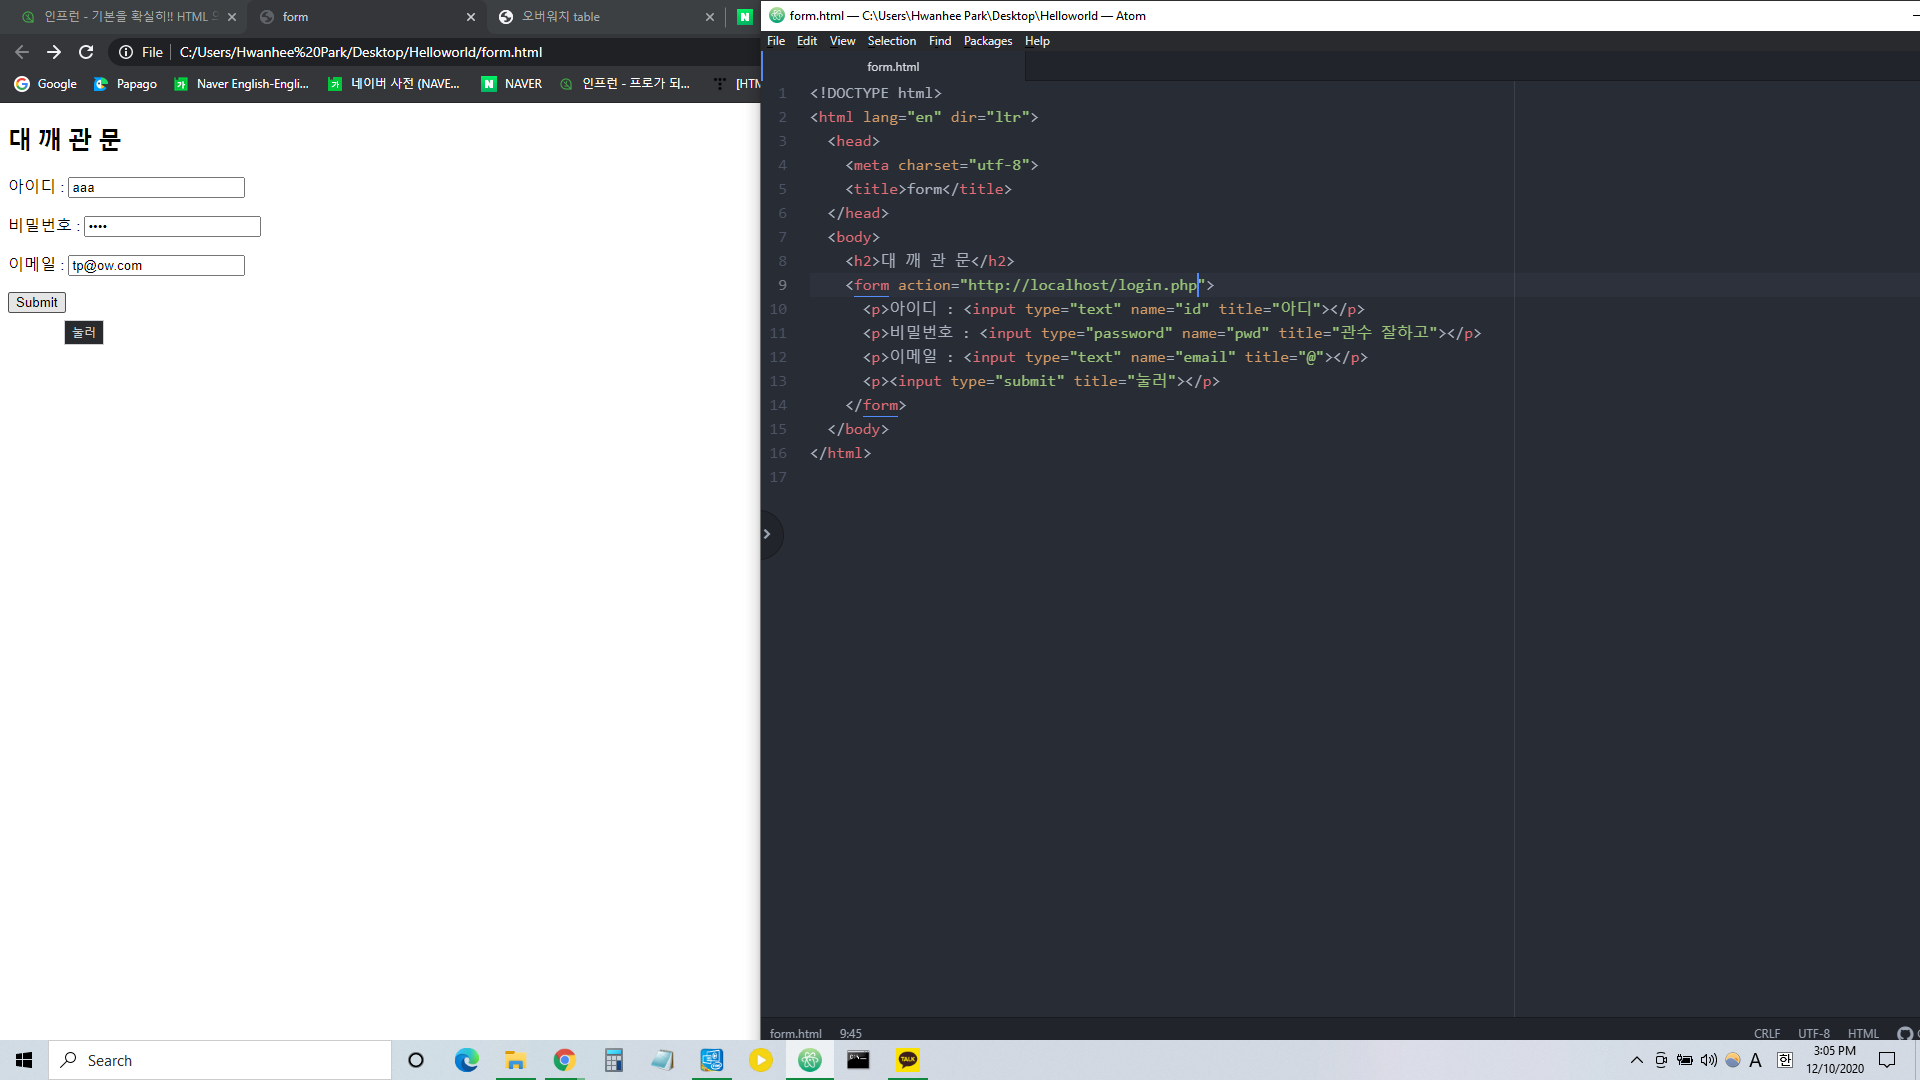 인프런 - 기본을 확실히!! HTML
form
오버워치 table
File
C:/Users/Hwanhee%20Park/Desktop/Helloworld/form.html
Google
Papago
Naver English-Engli...
네이버 사전 (NAVE...
NAVER
인프런 - 프로가 되...
[HTM
대 깨 관 문
아이디 : aaa
비밀번호 : ••••
이메일 : tp@ow.com
Submit
눌러
form.html — C:\Users\Hwanhee Park\Desktop\Helloworld — Atom
File Edit View Selection Find Packages Help
form.html
1 <!DOCTYPE html>
2 <html lang="en" dir="ltr">
3 <head>
4 <meta charset="utf-8">
5 <title>form</title>
6 </head>
7 <body>
8 <h2>대 깨 관 문</h2>
9 <form action="http://localhost/login.php">
10 <p>아이디 : <input type="text" name="id" title="아디"></p>
11 <p>비밀번호 : <input type="password" name="pwd" title="관수 잘하고"></p>
12 <p>이메일 : <input type="text" name="email" title="@"></p>
13 <p><input type="submit" title="눌러"></p>
14 </form>
15 </body>
16 </html>
17
form.html 9:45
CRLF UTF-8 HTML
Search
TALK
A
한
3:05 PM
12/10/2020